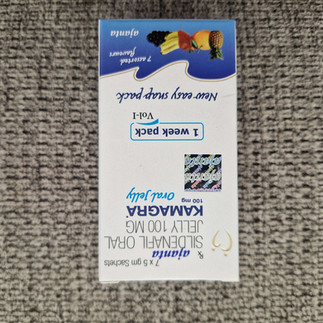 7 x 5 gm Sachets
ajanta
Rx SILDENAFIL ORAL
JELLY 100 MG
KAMAGRA®
100 mg
Oral Jelly
1 week pack
Vol-I
New easy snap pack
7 assorted
flavours
ajanta